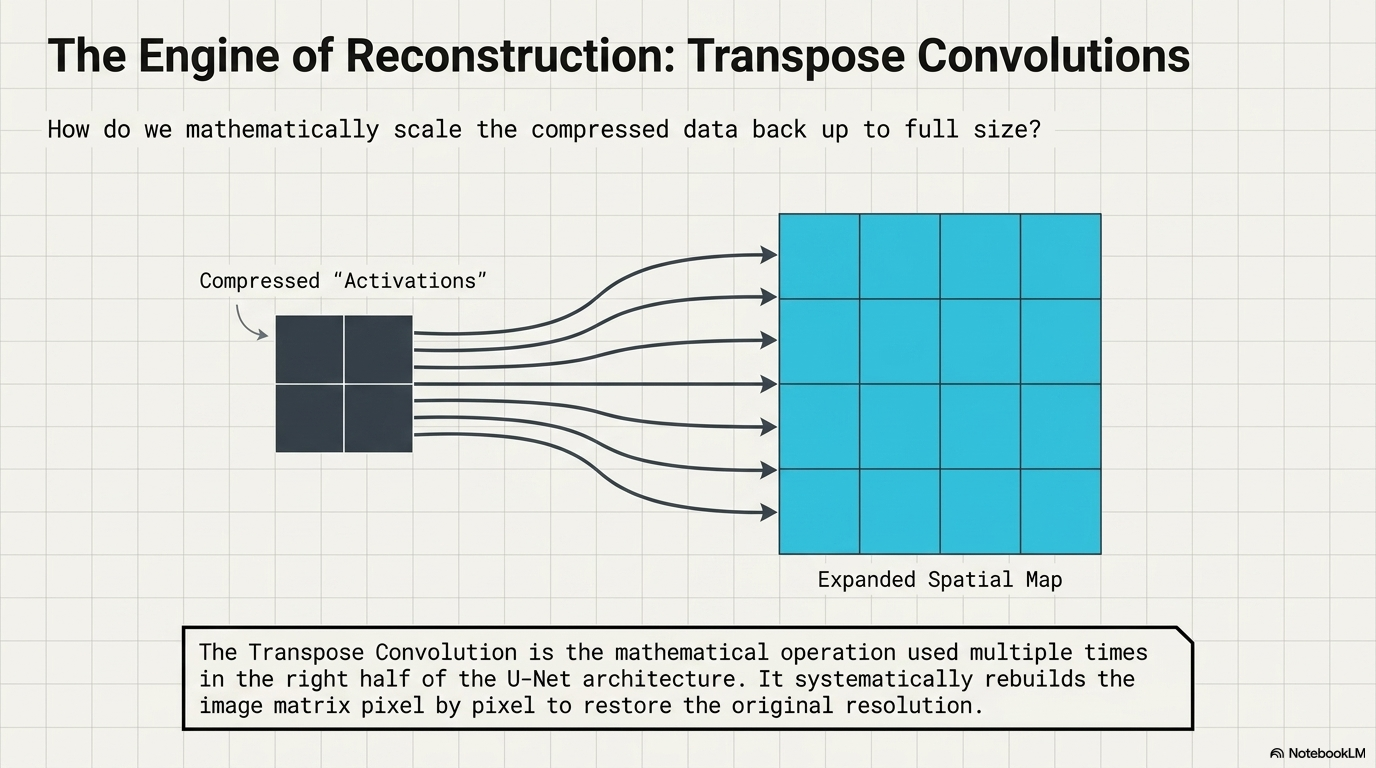 The Engine of Reconstruction: Transpose Convolutions
How do we mathematically scale the compressed data back up to full size?
Compressed “Activations”
Expanded Spatial Map
The Transpose Convolution is the mathematical operation used multiple times
in the right half of the U-Net architecture. It systematically rebuilds the
image matrix pixel by pixel to restore the original resolution.
NotebookLM